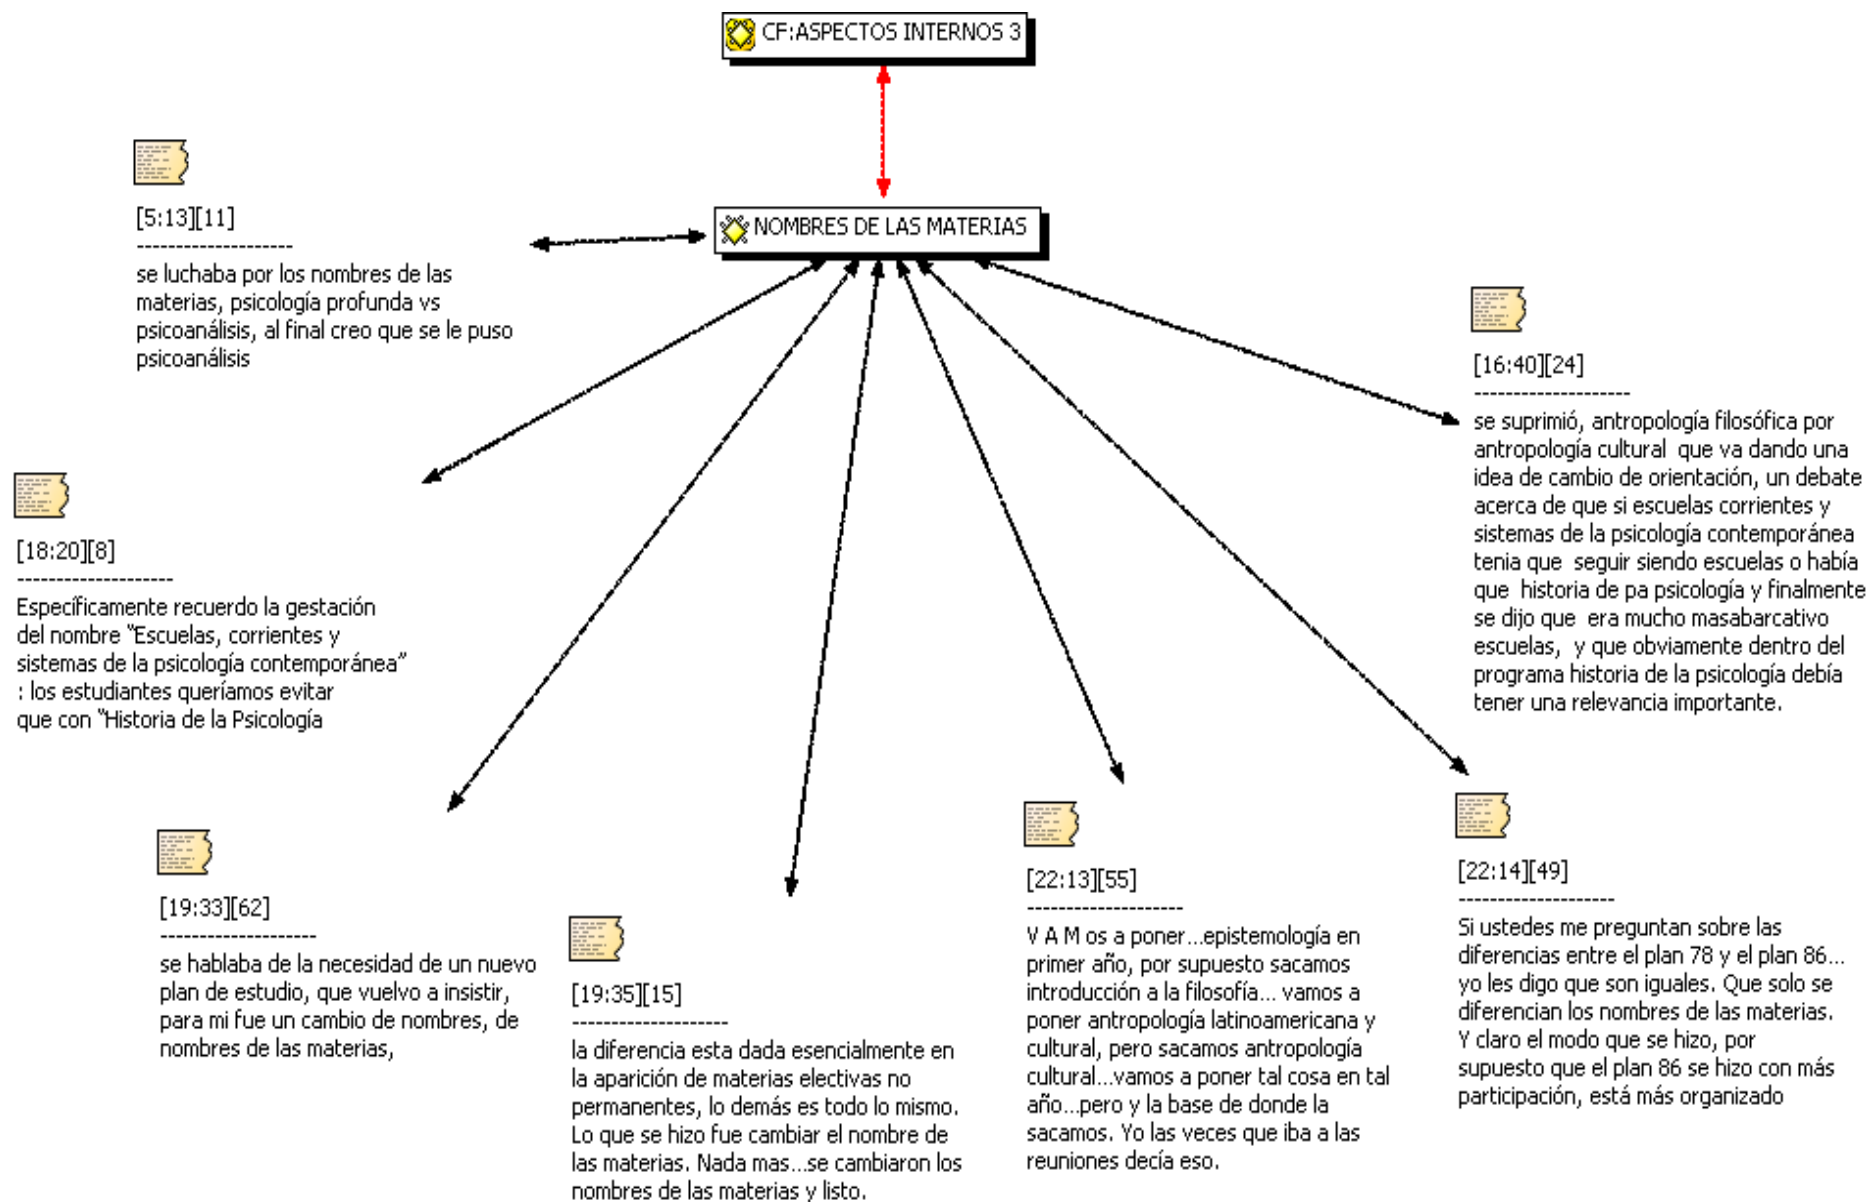 CF:ASPECTOS INTERNOS 3
NOMBRES DE LAS MATERIAS
[5:13][11]
--------------------
se luchaba por los nombres de las
materias, psicología profunda vs
psicoanálisis, al final creo que se le puso
psicoanálisis
[16:40][24]
--------------------
se suprimió, antropología filosófica por
antropología cultural que va dando una
idea de cambio de orientación, un debate
acerca de que si escuelas corrientes y
sistemas de la psicología contemporánea
tenia que seguir siendo escuelas o había
que historia de pa psicología y finalmente
se dijo que era mucho masabarcativo
escuelas, y que obviamente dentro del
programa historia de la psicología debía
tener una relevancia importante.
[18:20][8]
--------------------
Específicamente recuerdo la gestación
del nombre “Escuelas, corrientes y
sistemas de la psicología contemporánea”
: los estudiantes queríamos evitar
que con “Historia de la Psicología
[19:33][62]
--------------------
se hablaba de la necesidad de un nuevo
plan de estudio, que vuelvo a insistir,
para mi fue un cambio de nombres, de
nombres de las materias,
[19:35][15]
--------------------
la diferencia esta dada esencialmente en
la aparición de materias electivas no
permanentes, lo demás es todo lo mismo.
Lo que se hizo fue cambiar el nombre de
las materias. Nada mas...se cambiaron los
nombres de las materias y listo.
[22:13][55]
--------------------
V A M os a poner...epistemología en
primer año, por supuesto sacamos
introducción a la filosofía... vamos a
poner antropología latinoamericana y
cultural, pero sacamos antropología
cultural...vamos a poner tal cosa en tal
año...pero y la base de donde la
sacamos. Yo las veces que iba a las
reuniones decía eso.
[22:14][49]
--------------------
Si ustedes me preguntan sobre las
diferencias entre el plan 78 y el plan 86...
yo les digo que son iguales. Que solo se
diferencian los nombres de las materias.
Y claro el modo que se hizo, por
supuesto que el plan 86 se hizo con más
participación, está más organizado